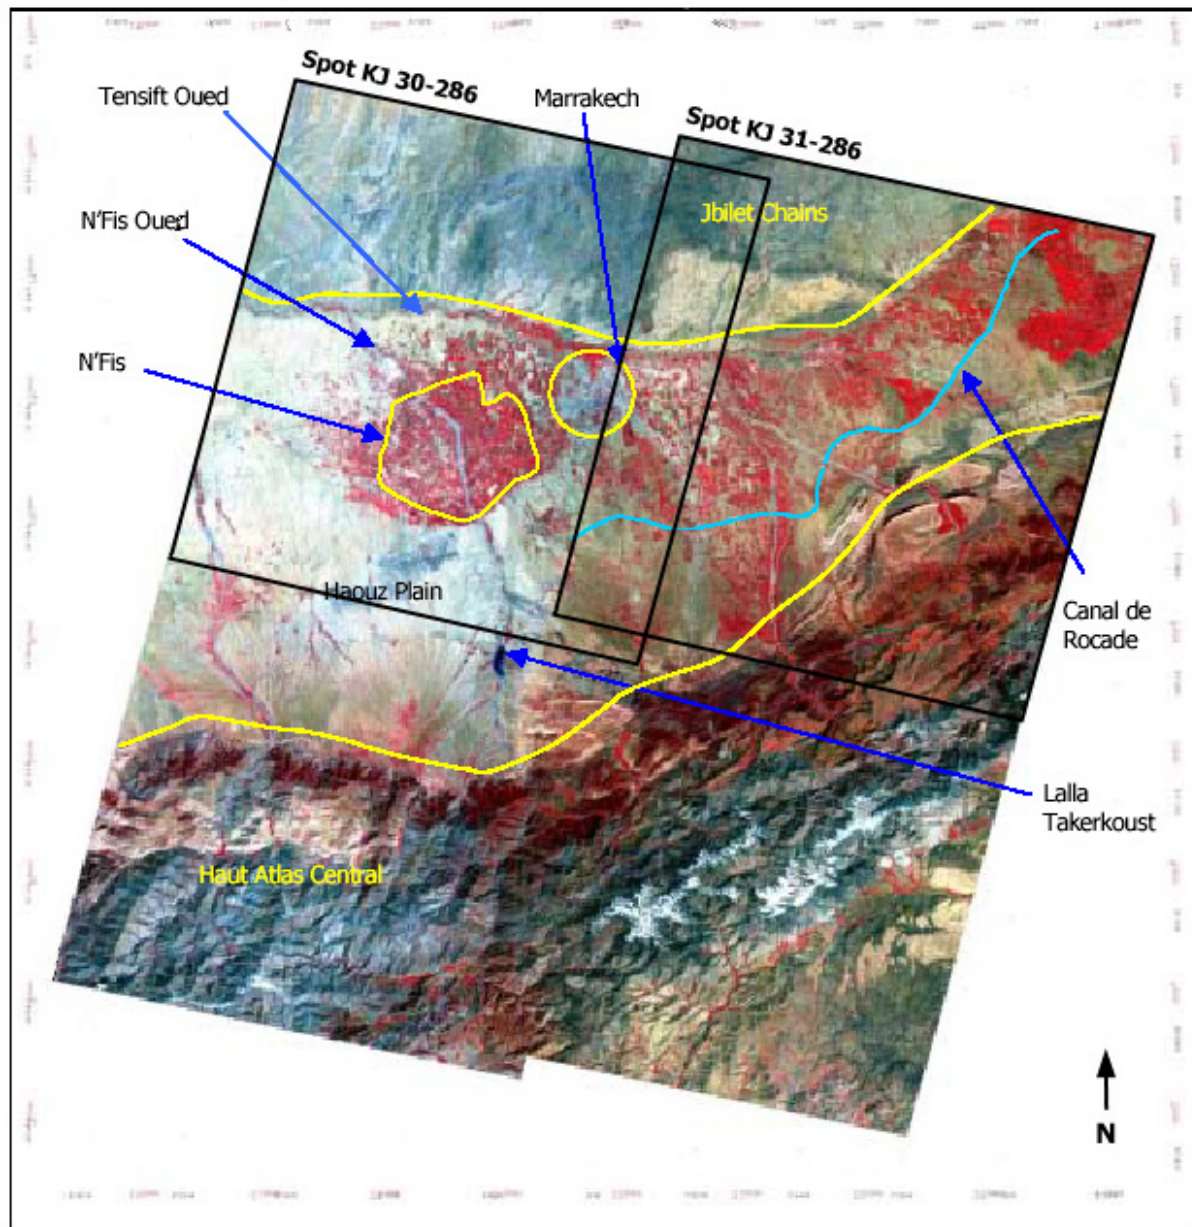 Spot KJ 30-286
Tensift Oued
Marrakech
Spot KJ 31-286
N'Fis Oued
Jbilet Chains
N'Fis
Haouz Plain
Canal de
Rocade
Lalla
Takerkoust
Haut Atlas Central
N